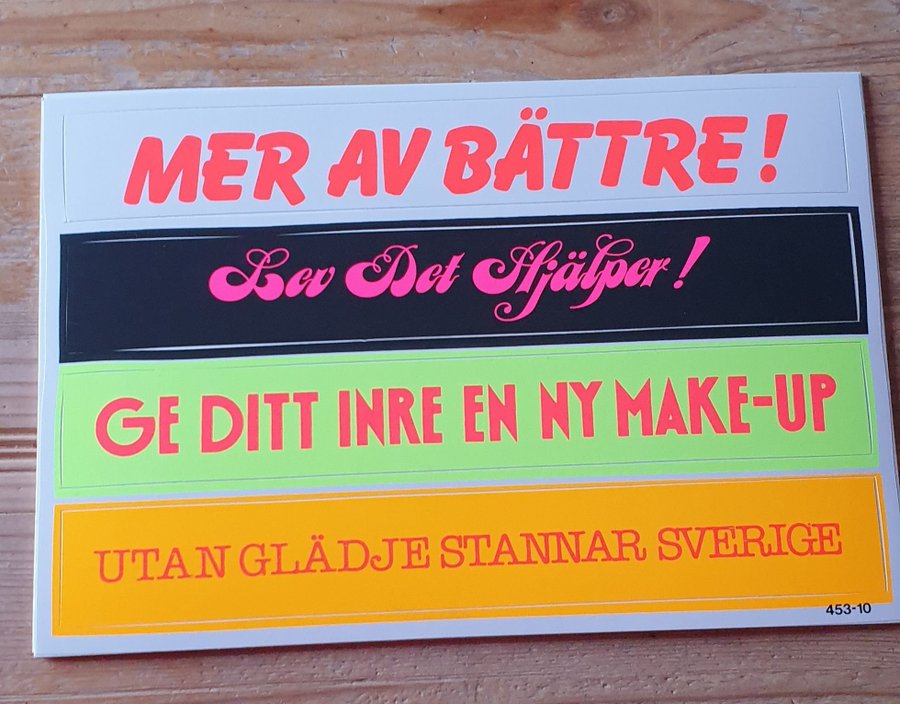 MER AV BÄTTRE!
Lev Det Hjälper!
GE DITT INRE EN NY MAKE-UP
UTAN GLÄDJE STANNAR SVERIGE
453-10